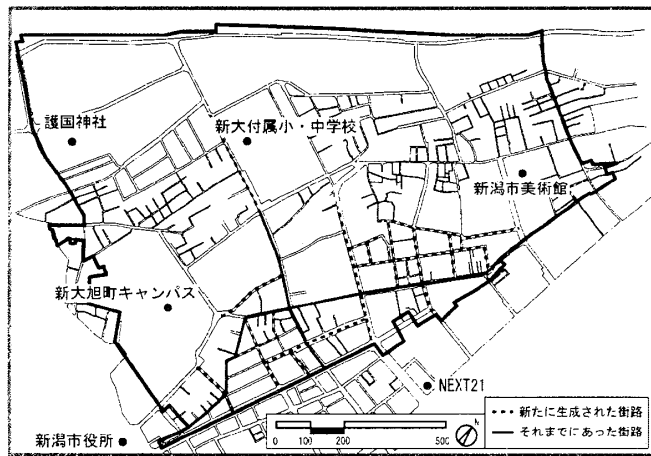 護国神社
新大付属小・中学校
新潟市美術館
新大旭町キャンパス
NEXT21
新潟市役所
0 100 200 500
N
新たに生成された街路
それまでにあった街路